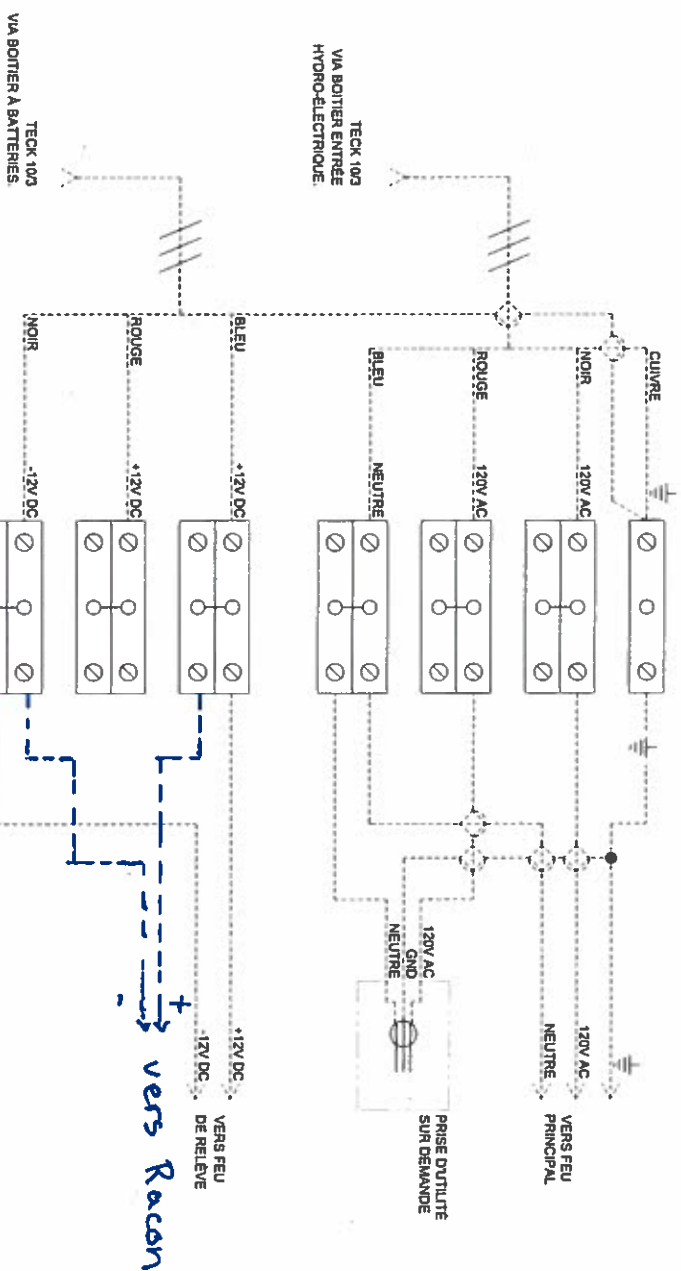 TECK 10/3
VIA BOITIER ENTRÉE
HYDRO-ÉLECTRIQUE.
CUIVRE
NOIR
120V AC
ROUGE
120V AC
BLEU
NEUTRE
120V AC
NEUTRE
VERS FEU
PRINCIPAL
120V AC
GND
NEUTRE
PRISE D'UTILITÉ
SUR DEMANDE
TECK 10/3
VIA BOITIER À BATTERIES.
BLEU
+12V DC
ROUGE
+12V DC
NOIR
-12V DC
+12V DC
-12V DC
VERS FEU
DE RELÈVE
+
-
vers Racon